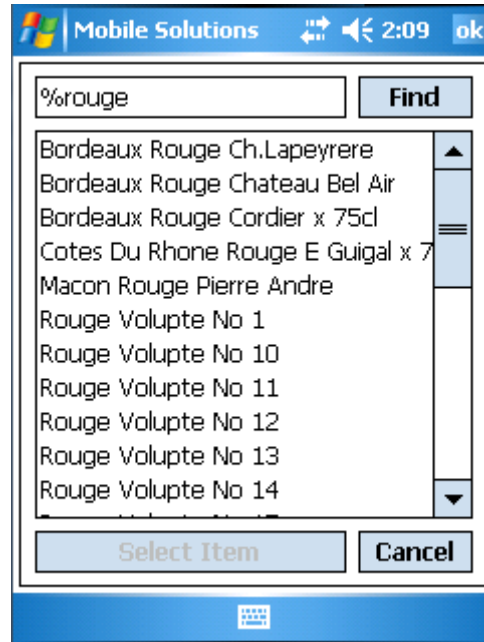 Mobile Solutions 2:09 ok
%rouge Find
Bordeaux Rouge Ch.Lapeyrere
Bordeaux Rouge Chateau Bel Air
Bordeaux Rouge Cordier x 75cl
Cotes Du Rhone Rouge E Guigal x 7
Macon Rouge Pierre Andre
Rouge Volupte No 1
Rouge Volupte No 10
Rouge Volupte No 11
Rouge Volupte No 12
Rouge Volupte No 13
Rouge Volupte No 14
Select Item Cancel